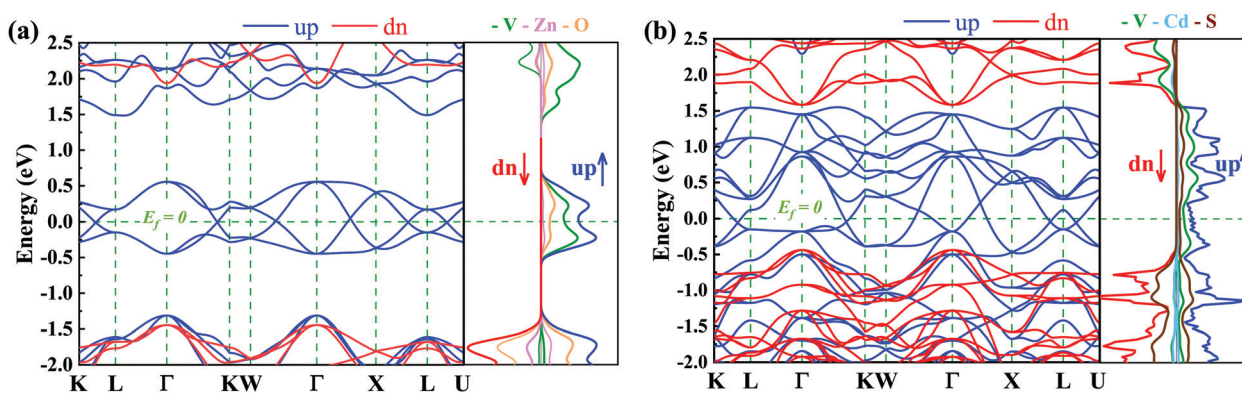 (a) up dn - V - Zn - O
Energy (eV)
2.5
2.0
1.5
1.0
0.5
0.0
-0.5
-1.0
-1.5
-2.0
E_f = 0
dn
up
K L Γ K W Γ X L U
(b) up dn - V - Cd - S
Energy (eV)
2.5
2.0
1.5
1.0
0.5
0.0
-0.5
-1.0
-1.5
-2.0
E_f = 0
dn
up
K L Γ K W Γ X L U